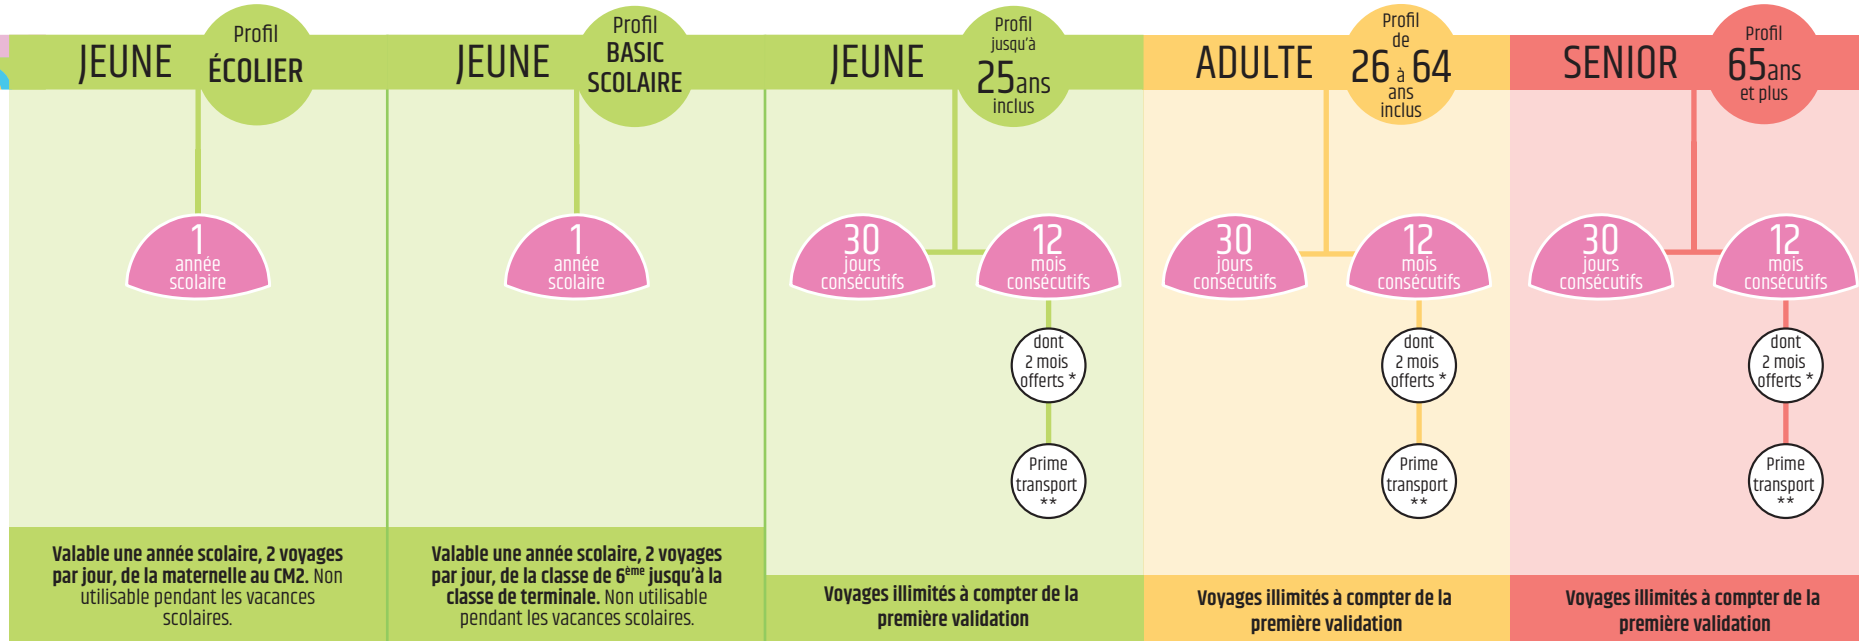 JEUNE
Profil
ÉCOLIER
1
année
scolaire
Valable une année scolaire, 2 voyages
par jour, de la maternelle au CM2. Non
utilisable pendant les vacances
scolaires.
JEUNE
Profil
BASIC
SCOLAIRE
1
année
scolaire
Valable une année scolaire, 2 voyages
par jour, de la classe de 6ème jusqu'à la
classe de terminale. Non utilisable
pendant les vacances scolaires.
JEUNE
Profil
jusqu'à
25ans
inclus
30
jours
consécutifs
12
mois
consécutifs
dont
2 mois
offerts *
Prime
transport
**
Voyages illimités à compter de la
première validation
ADULTE
Profil
de
26 à 64
ans
inclus
30
jours
consécutifs
12
mois
consécutifs
dont
2 mois
offerts *
Prime
transport
**
Voyages illimités à compter de la
première validation
SENIOR
Profil
65ans
et plus
30
jours
consécutifs
12
mois
consécutifs
dont
2 mois
offerts *
Prime
transport
**
Voyages illimités à compter de la
première validation